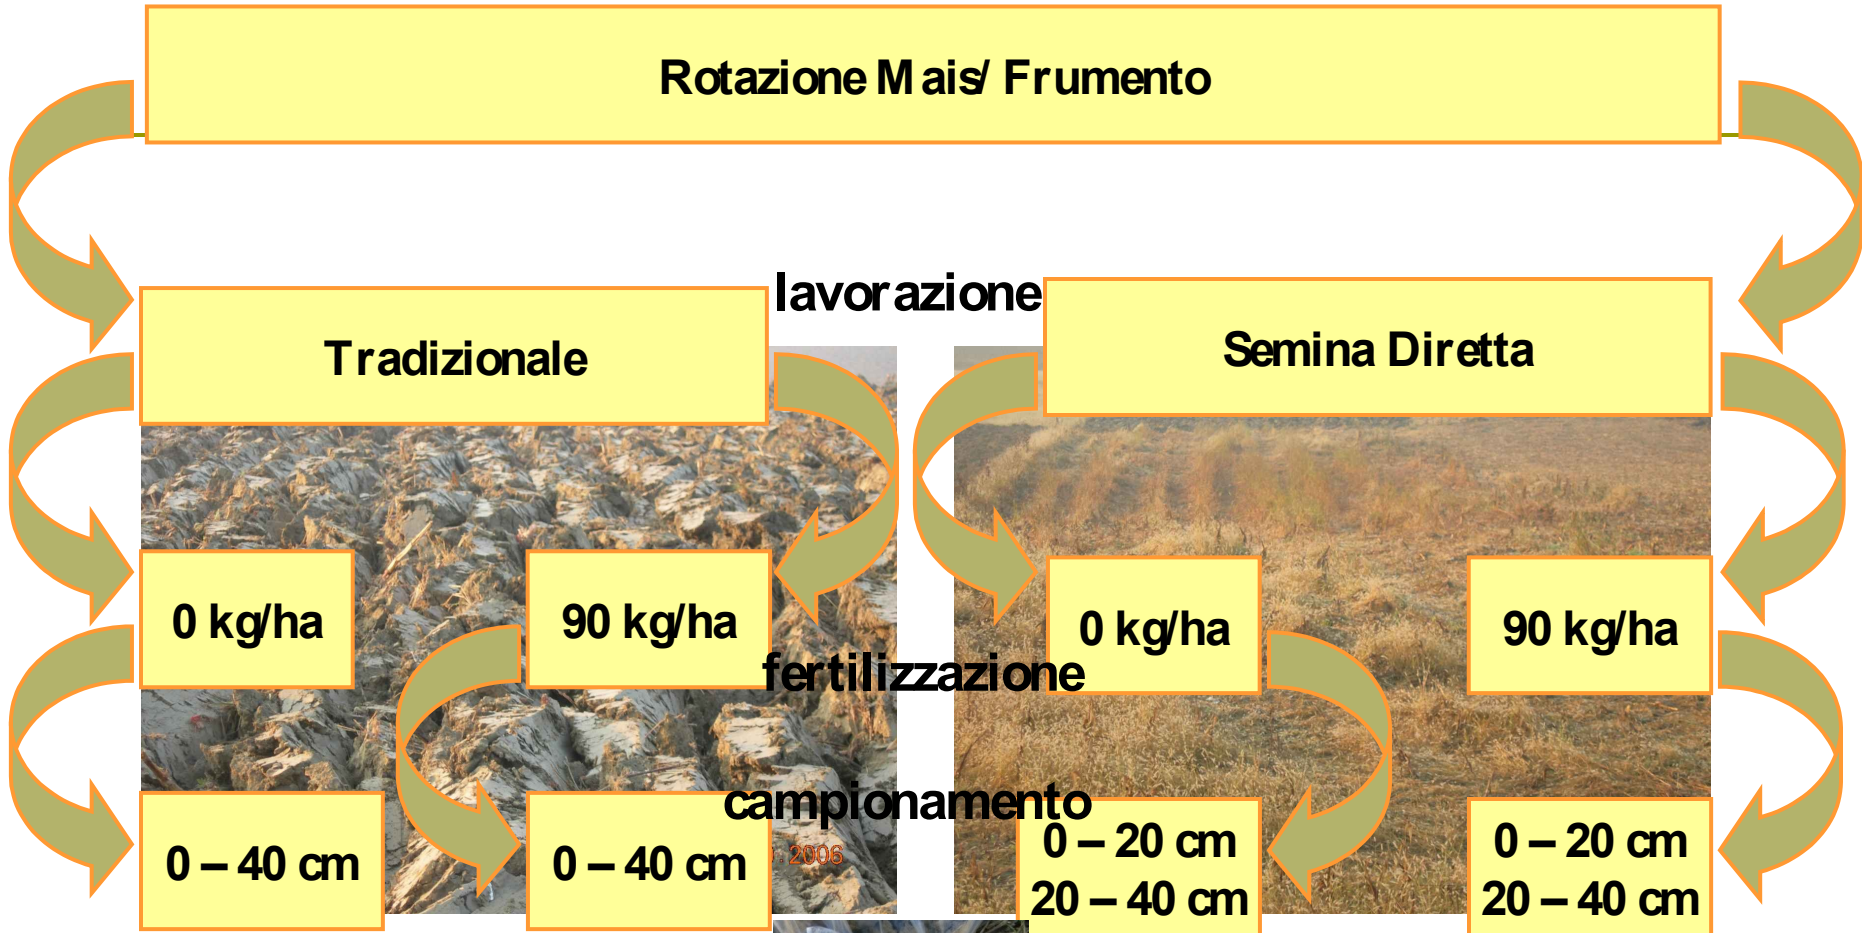 Rotazione Mais/ Frumento
lavorazione
Tradizionale
Semina Diretta
0 kg/ha
90 kg/ha
0 kg/ha
90 kg/ha
fertilizzazione
campionamento
0 – 40 cm
0 – 40 cm
0 – 20 cm
20 – 40 cm
0 – 20 cm
20 – 40 cm
2006